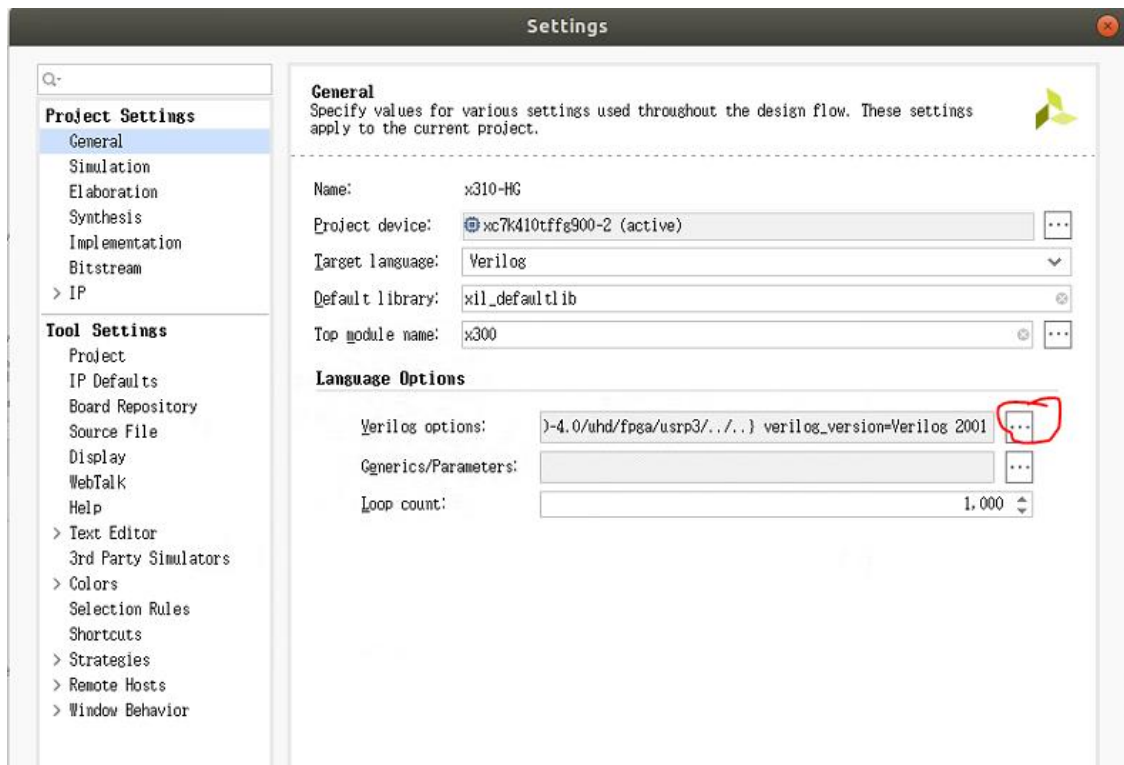 Settings
Project Settings
General
Simulation
Elaboration
Synthesis
Implementation
Bitstream
> IP
Tool Settings
Project
IP Defaults
Board Repository
Source File
Display
WebTalk
Help
> Text Editor
3rd Party Simulators
> Colors
Selection Rules
Shortcuts
> Strategies
> Remote Hosts
> Window Behavior
General
Specify values for various settings used throughout the design flow. These settings
apply to the current project.
Name: x310-HG
Project device: xc7k410tffg900-2 (active) ...
Target language: Verilog
Default library: xil_defaultlib
Top module name: x300 ...
Language Options
Verilog options: )-4.0/uhd/fpga/usrp3/../..} verilog_version=Verilog 2001 ...
Generics/Parameters: ...
Loop count: 1,000